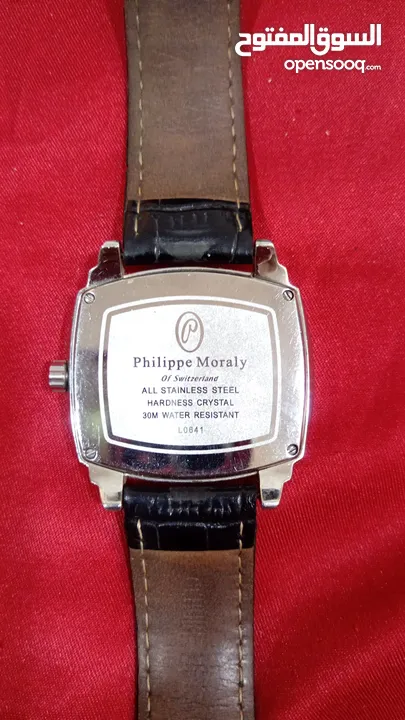 السوق المفتوح
opensooq.com
Philippe Moraly
Of Switzerland
ALL STAINLESS STEEL
HARDNESS CRYSTAL
30M WATER RESISTANT
L0841